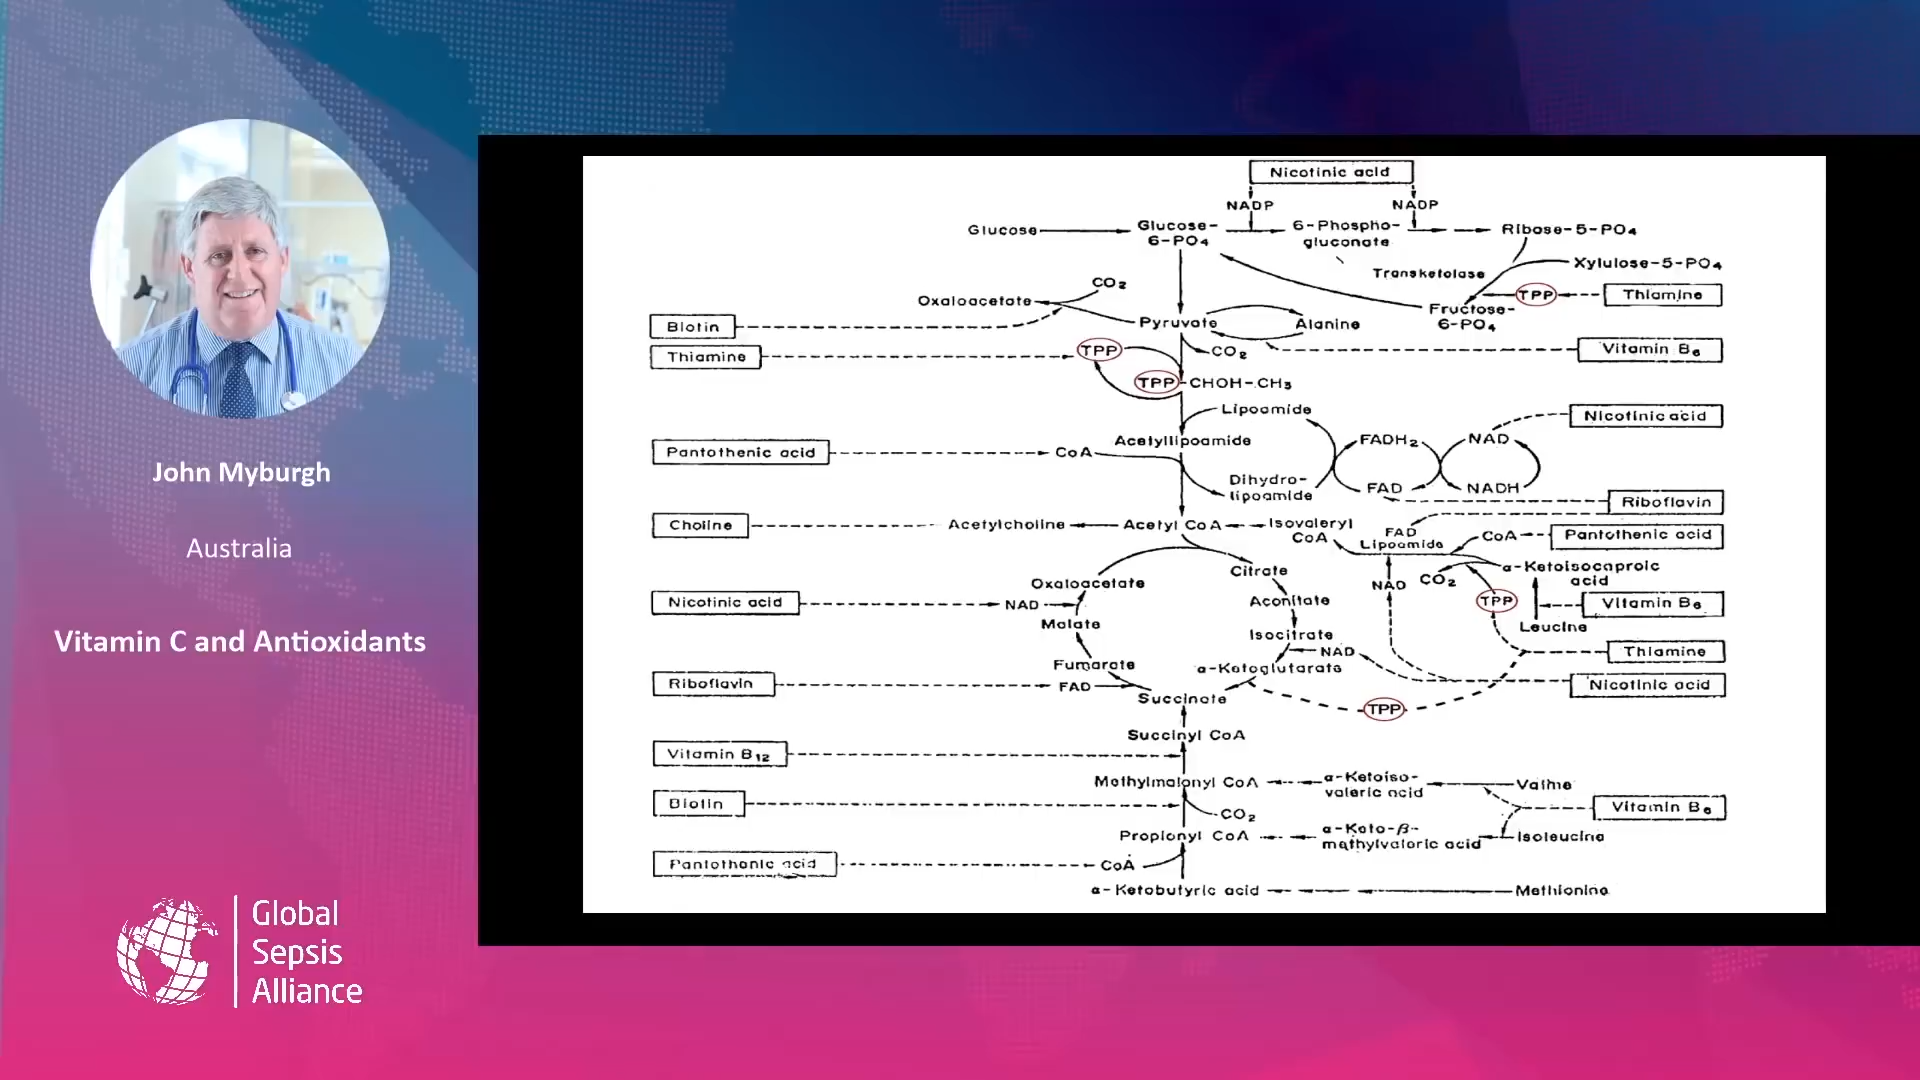 John Myburgh
Australia
Vitamin C and Antioxidants
Global
Sepsis
Alliance
Nicotinic acid
NADP NADP
Glucose Glucose-
6-PO4 6-Phospho-
gluconate Ribose-5-PO4
Transketolase Xylulose-5-PO4
CO2
Oxaloacetate
TPP Thiamine
Fructose-
6-PO4
Biotin Pyruvate Alanine
Thiamine TPP CO2 Vitamin B6
TPP-CHOH-CH3
Lipoamide Nicotinic acid
Acetyllipoamide FADH2 NAD
Pantothenic acid CoA
Dihydro-
lipoamide FAD NADH
Riboflavin
Choline Acetylcholine Acetyl CoA Isovaleryl
CoA FAD
Lipoamide CoA Pantothenic acid
Citrate α-Ketoisocaproic
acid
Oxaloacetate NAD CO2
Nicotinic acid NAD Aconitate TPP Vitamin B6
Malate Isocitrate Leucine
NAD Thiamine
Fumarate α-Ketoglutarate
Riboflavin FAD Nicotinic acid
Succinate TPP
Succinyl CoA
Vitamin B12
Methylmalonyl CoA α-Ketoiso-
valeric acid Valine
Biotin CO2 Vitamin B6
Propionyl CoA α-Keto-β-
methylvaleric acid Isoleucine
Pantothenic acid CoA
α-Ketobutyric acid Methionine